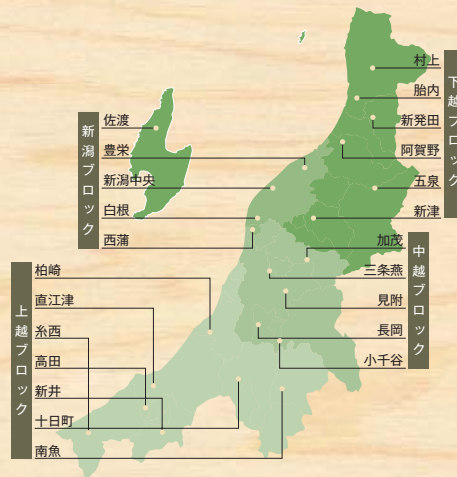 下越ブロック
村上
胎内
新発田
阿賀野
五泉
新津
新潟ブロック
佐渡
豊栄
新潟中央
白根
西蒲
中越ブロック
加茂
三条燕
見附
長岡
小千谷
上越ブロック
柏崎
直江津
糸西
高田
新井
十日町
南魚